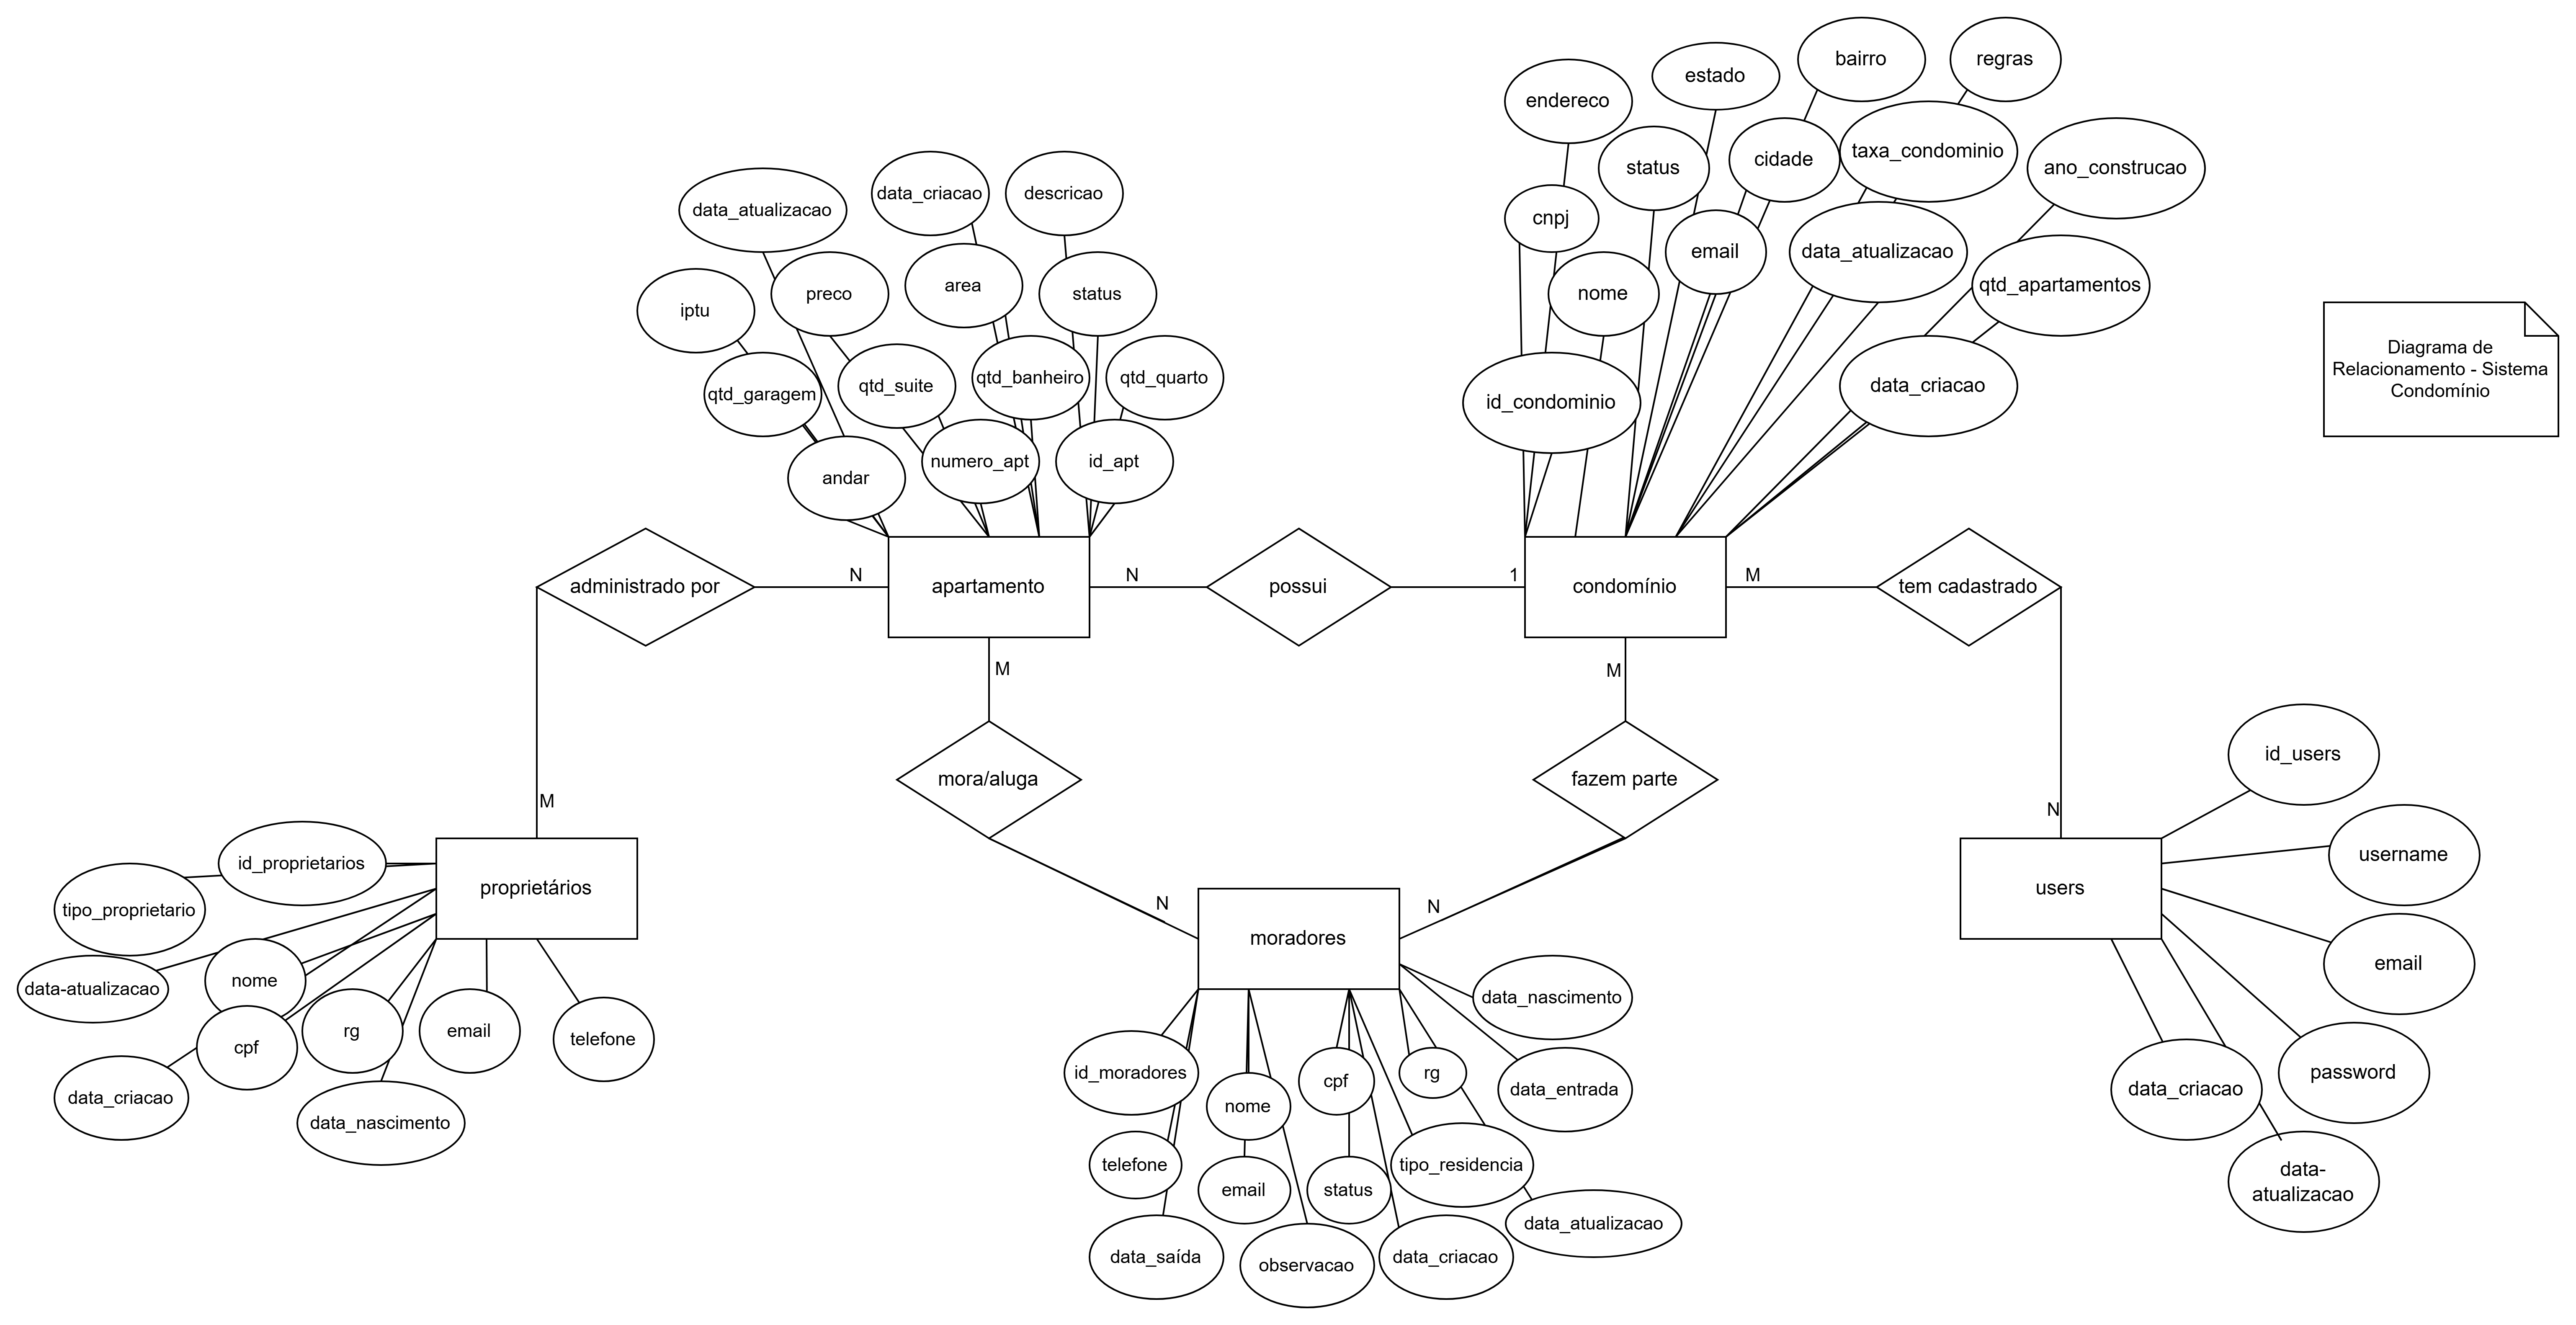 bairro
regras
estado
endereco
taxa_condominio
cidade
status
ano_construcao
data_criacao
descricao
data_atualizacao
cnpj
email
data_atualizacao
area
qtd_apartamentos
preco
status
nome
iptu
Diagrama de
Relacionamento - Sistema
Condomínio
qtd_banheiro
qtd_quarto
qtd_suite
data_criacao
qtd_garagem
id_condominio
numero_apt
id_apt
andar
N
N
1
M
administrado por
apartamento
possui
condomínio
tem cadastrado
M
M
id_users
mora/aluga
fazem parte
M
N
username
id_proprietarios
proprietários
users
N
N
tipo_proprietario
moradores
email
nome
data-atualizacao
data_nascimento
rg
email
telefone
cpf
id_moradores
cpf
rg
password
data_entrada
data_criacao
data_criacao
nome
data_nascimento
telefone
tipo_residencia
data-
atualizacao
email
status
data_atualizacao
data_saída
observacao
data_criacao